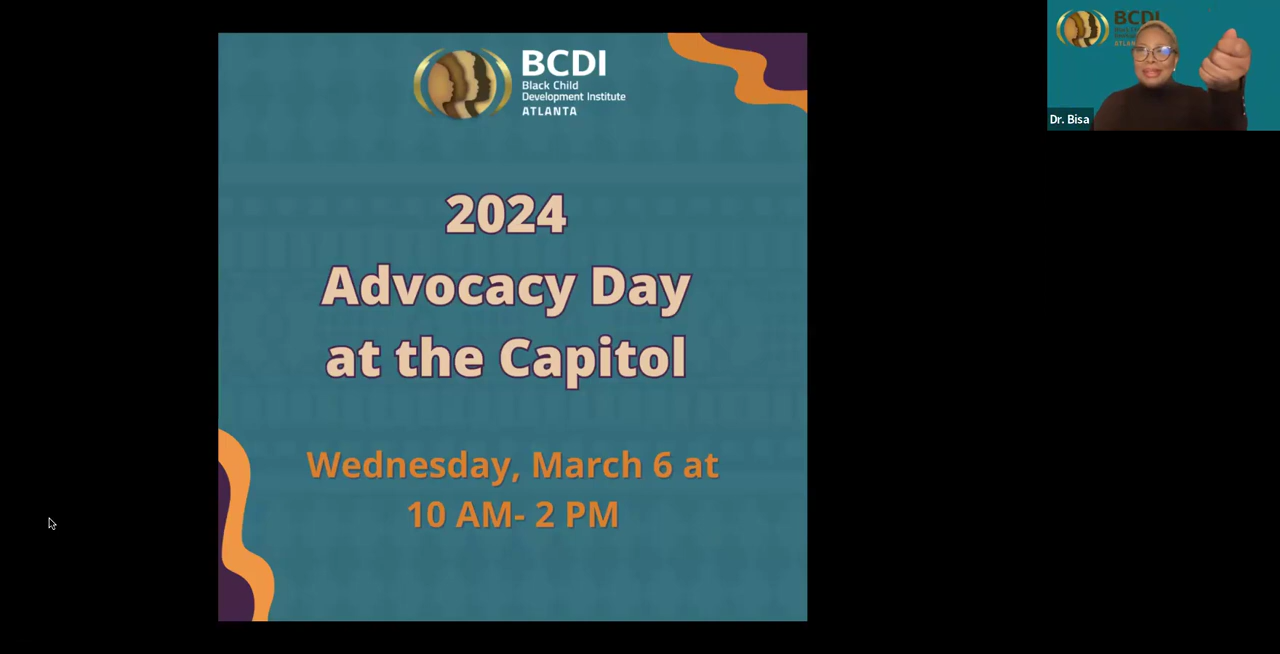 BCDI
Black Child
Development Institute
ATLANTA
2024
Advocacy Day
at the Capitol
Wednesday, March 6 at
10 AM- 2 PM
BCDI
Dr. Bisa